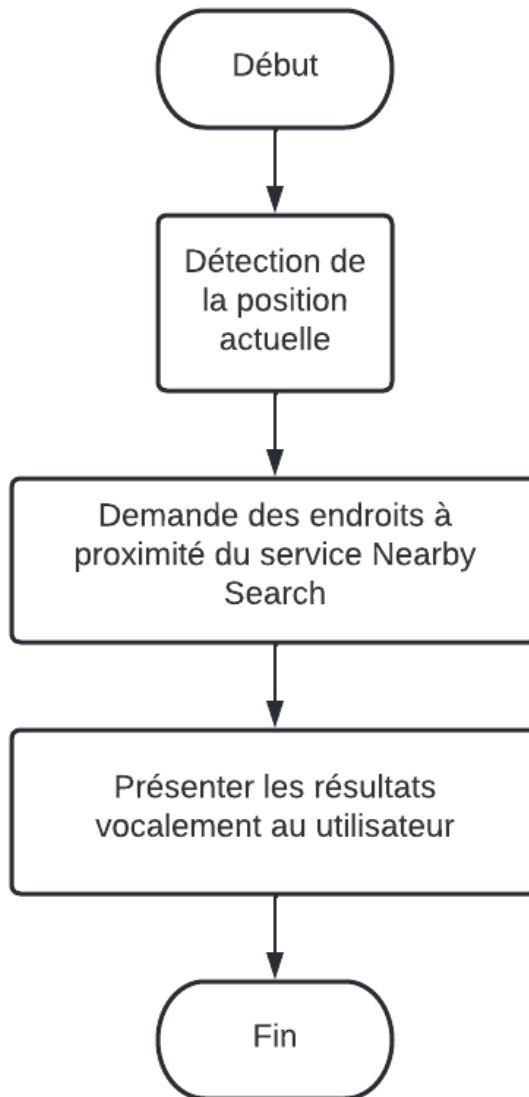 Début
Détection de
la position
actuelle
Demande des endroits à
proximité du service Nearby
Search
Présenter les résultats
vocalement au utilisateur
Fin